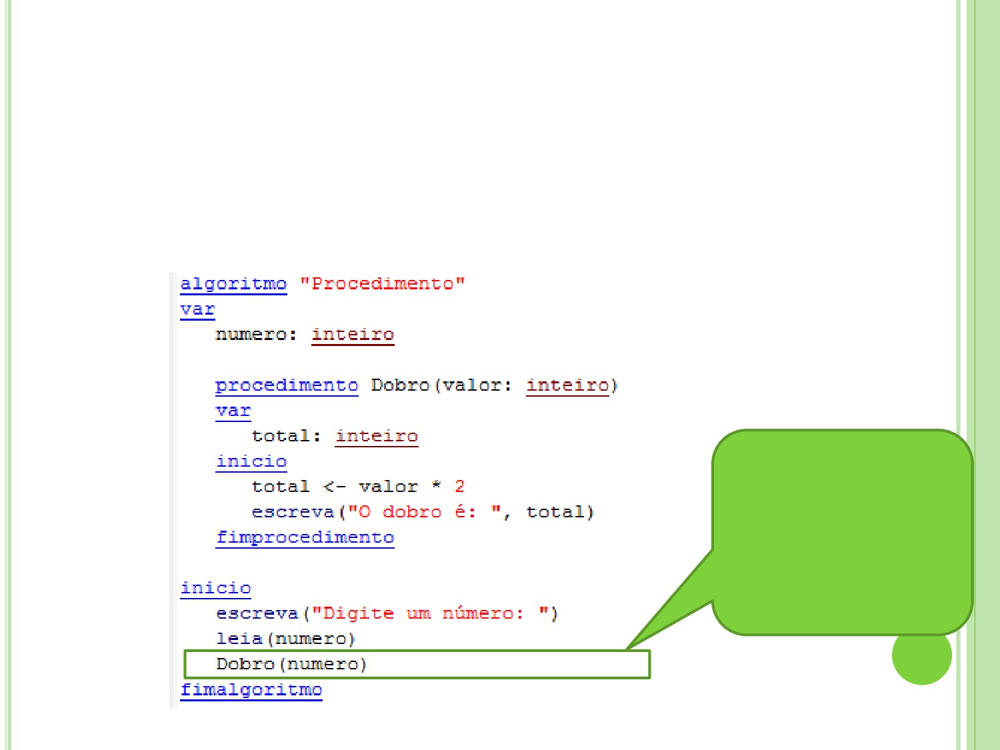 algoritmo "Procedimento"
var
numero: inteiro
procedimento Dobro(valor: inteiro)
var
total: inteiro
inicio
total <- valor * 2
escreva("O dobro é: ", total)
fimprocedimento
inicio
escreva("Digite um número: ")
leia(numero)
Dobro(numero)
fimalgoritmo